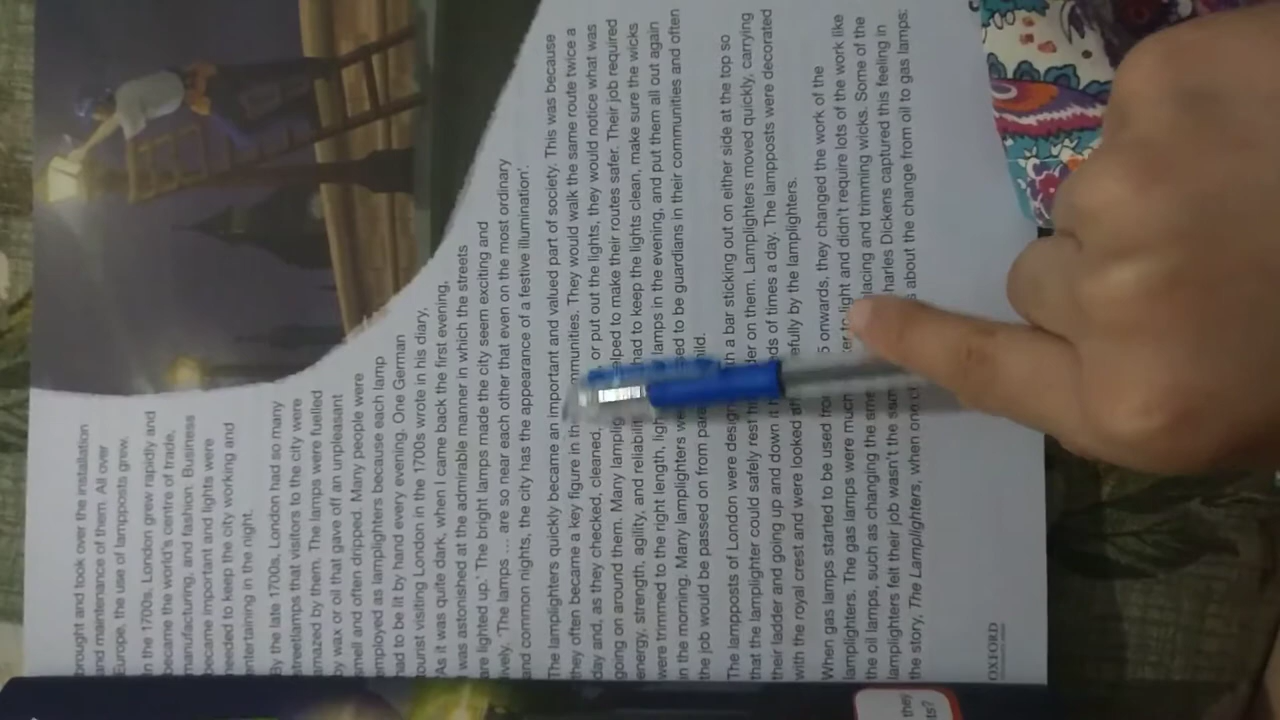 brought and took over the installation
and maintenance of them. All over
Europe, the use of lampposts grew.
In the 1700s, London grew rapidly and
became the world's centre of trade,
manufacturing, and fashion. Business
became important and lights were
needed to keep the city working and
entertaining in the night.
By the late 1700s, London had so many
streetlamps that visitors to the city were
amazed by them. The lamps were fuelled
by wax or oil that gave off an unpleasant
smell and often dripped. Many people were
employed as lamplighters because each lamp
had to be lit by hand every evening. One German
tourist visiting London in the 1700s wrote in his diary,
'As it was quite dark, when I came back the first evening,
was astonished at the admirable manner in which the streets
are lighted up.' The bright lamps made the city seem exciting and
lively. 'The lamps ... are so near each other that even on the most ordinary
and common nights, the city has the appearance of a festive illumination'.
The lamplighters quickly became an important and valued part of society. This was because
they often became a key figure in munities. They would walk the same route twice a
day and, as they checked, cleaned, or put out the lights, they would notice what was
going on around them. Many lamplig elped to make their routes safer. Their job required
energy, strength, agility, and reliabilit had to keep the lights clean, make sure the wicks
were trimmed to the right length, ligh amps in the evening, and put them all out again
in the morning. Many lamplighters we ed to be guardians in their communities and often
the job would be passed on from pare hild.
The lampposts of London were design th a bar sticking out on either side at the top so
that the lamplighter could safely rest der on them. Lamplighters moved quickly, carrying
their ladder and going up and down it ds of times a day. The lampposts were decorated
with the royal crest and were looked efully by the lamplighters.
When gas lamps started to be used fro 5 onwards, they changed the work of the
lamplighters. The gas lamps were much er to light and didn't require lots of the work like
the oil lamps, such as changing the lacing and trimming wicks. Some of the
lamplighters felt their job wasn't the sam harles Dickens captured this feeling in
the story, The Lamplighters, when one about the change from oil to gas lamps:
OXFORD
they
ts?